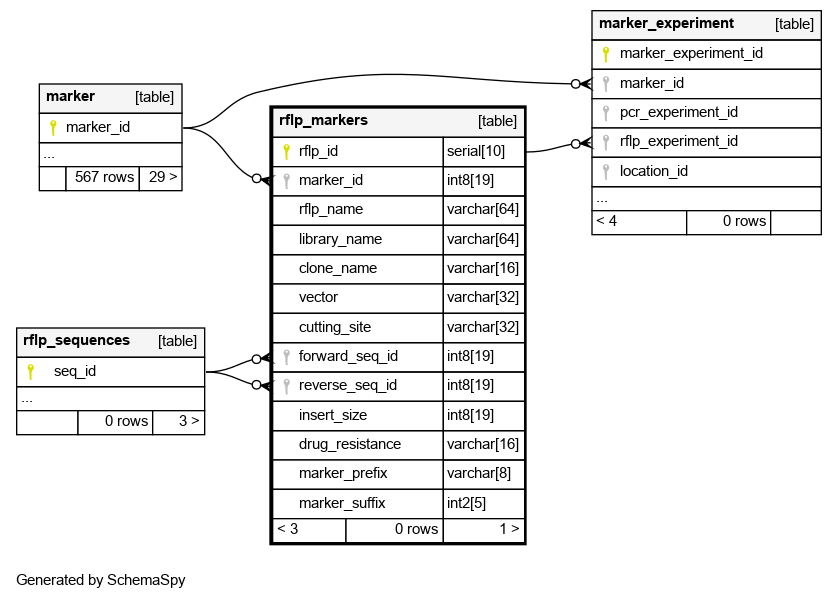 marker [table]
marker_id
...
567 rows 29 >
rflp_sequences [table]
seq_id
...
0 rows 3 >
rflp_markers [table]
rflp_id serial[10]
marker_id int8[19]
rflp_name varchar[64]
library_name varchar[64]
clone_name varchar[16]
vector varchar[32]
cutting_site varchar[32]
forward_seq_id int8[19]
reverse_seq_id int8[19]
insert_size int8[19]
drug_resistance varchar[16]
marker_prefix varchar[8]
marker_suffix int2[5]
< 3 0 rows 1 >
marker_experiment [table]
marker_experiment_id
marker_id
pcr_experiment_id
rflp_experiment_id
location_id
...
< 4 0 rows
Generated by SchemaSpy